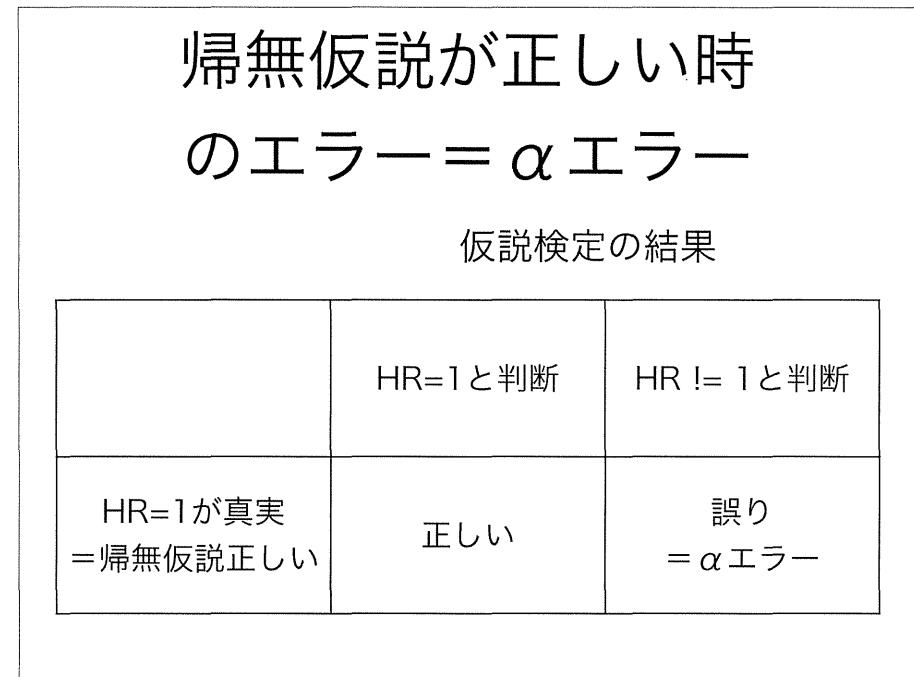 帰無仮説が正しい時
のエラー＝αエラー
仮説検定の結果
HR=1と判断
HR != 1と判断
HR=1が真実
＝帰無仮説正しい
正しい
誤り
＝αエラー